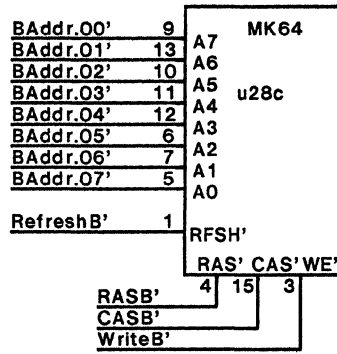 BAddr.00' 9 A7 MK64
BAddr.01' 13 A6
BAddr.02' 10 A5 u28c
BAddr.03' 11 A4
BAddr.04' 12 A3
BAddr.05' 6 A2
BAddr.06' 7 A1
BAddr.07' 5 A0
RefreshB' 1 RFSH'
RAS' CAS' WE'
4 15 3
RASB'
CASB'
WriteB'